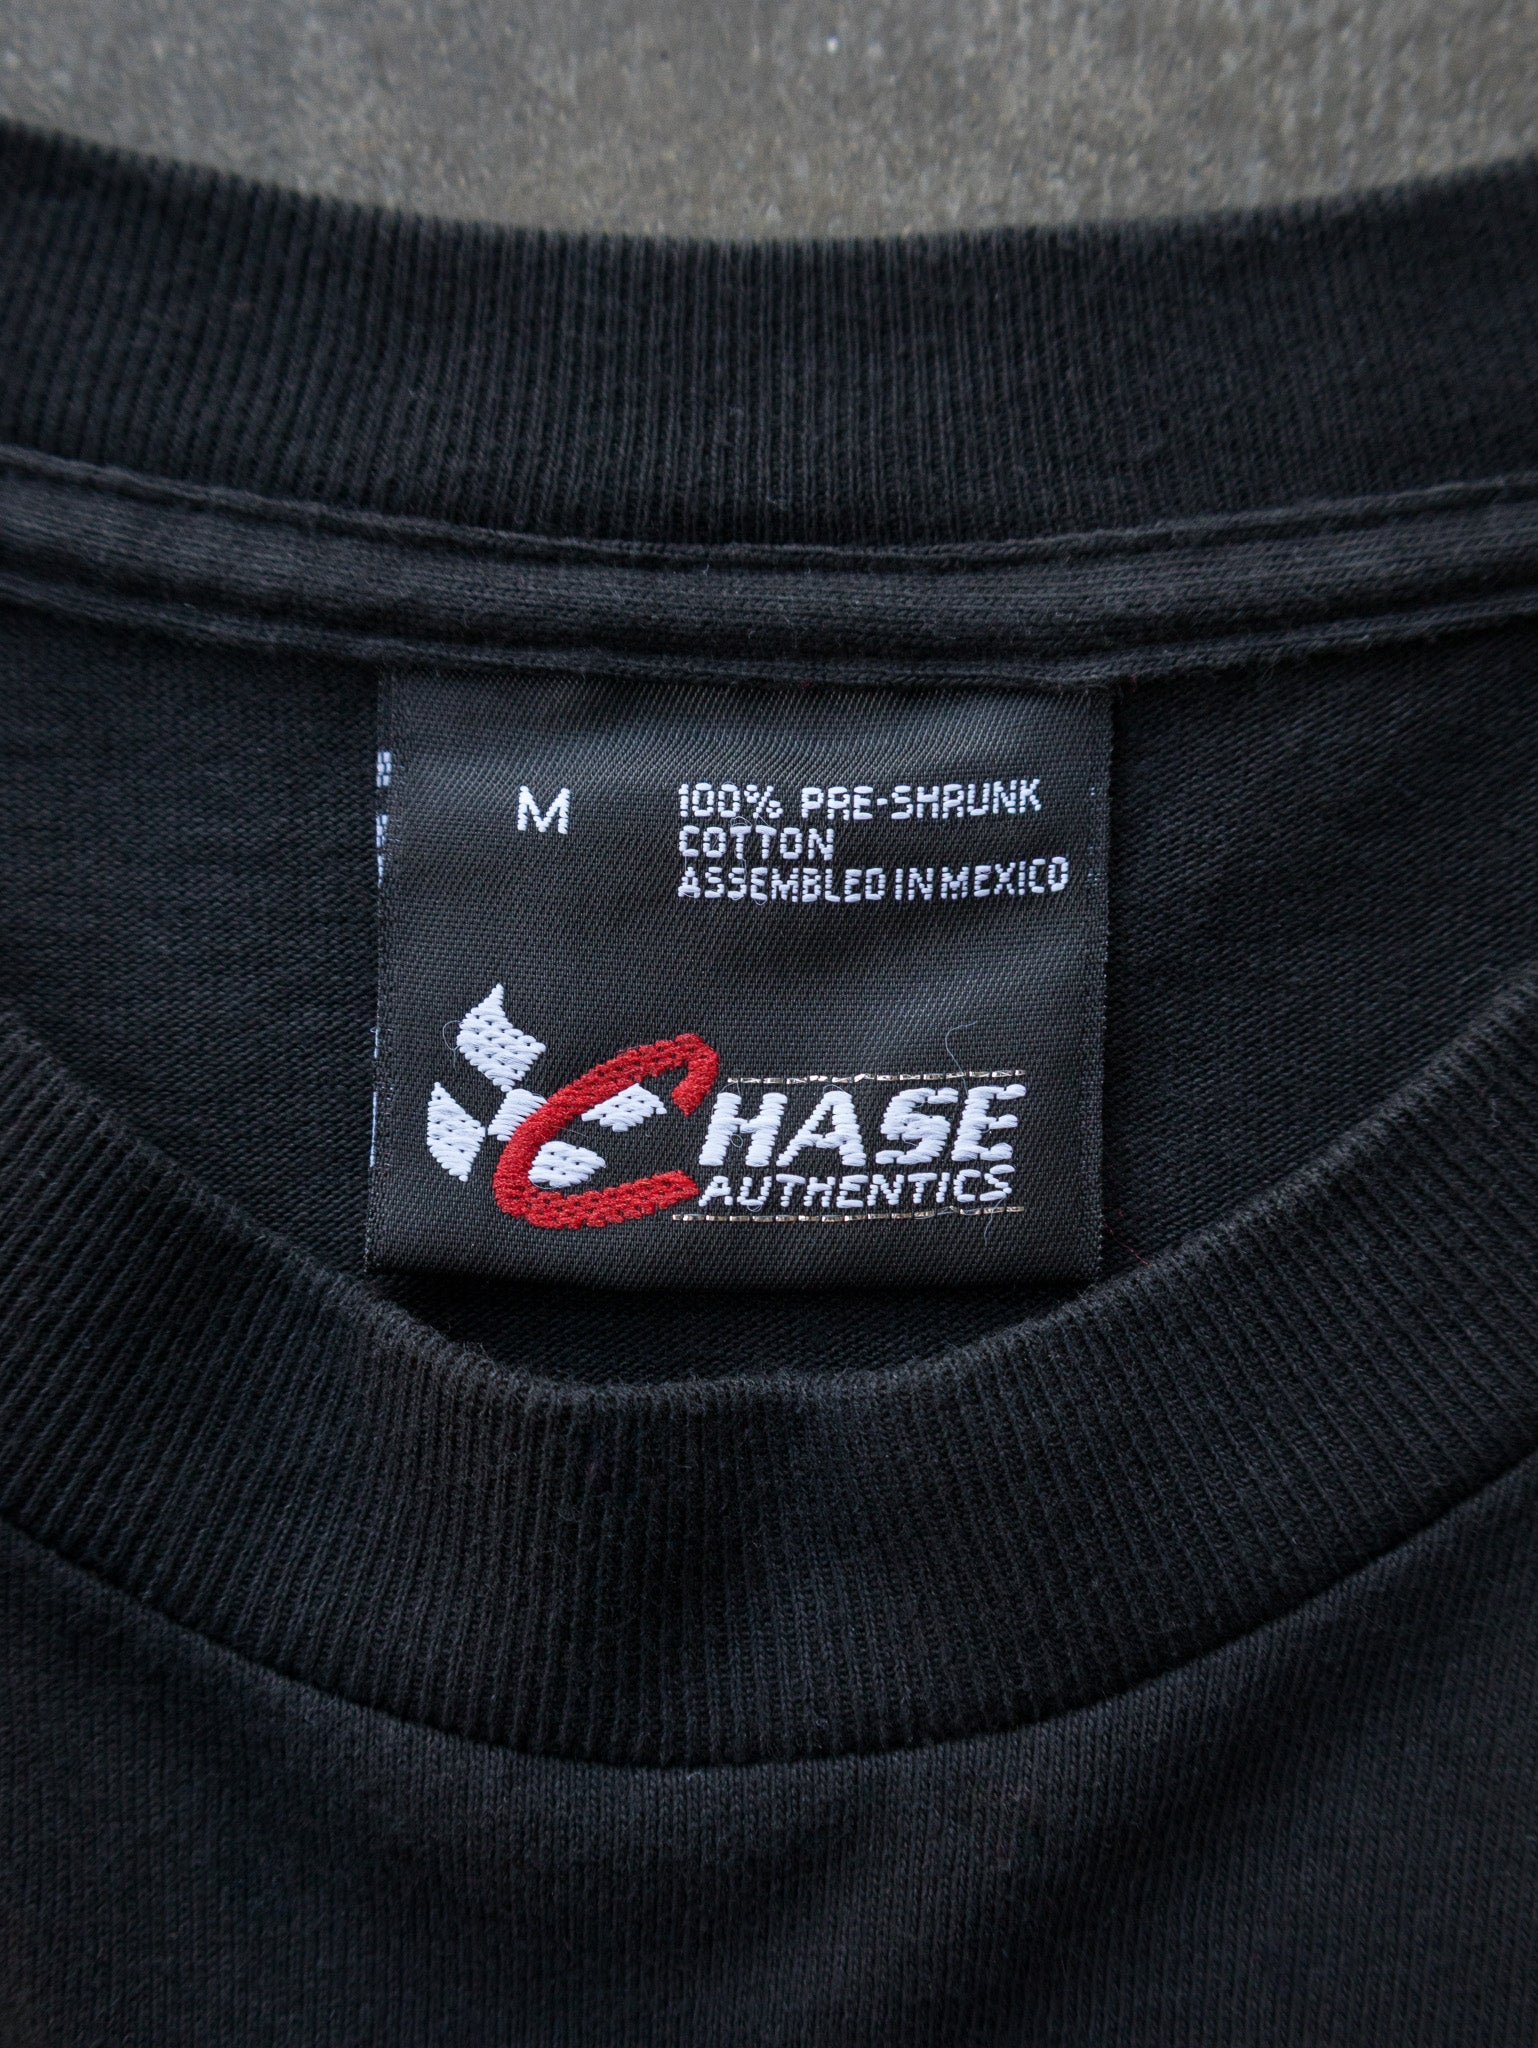 M
100% PRE-SHRUNK
COTTON
ASSEMBLED IN MEXICO
CHASE
AUTHENTICS